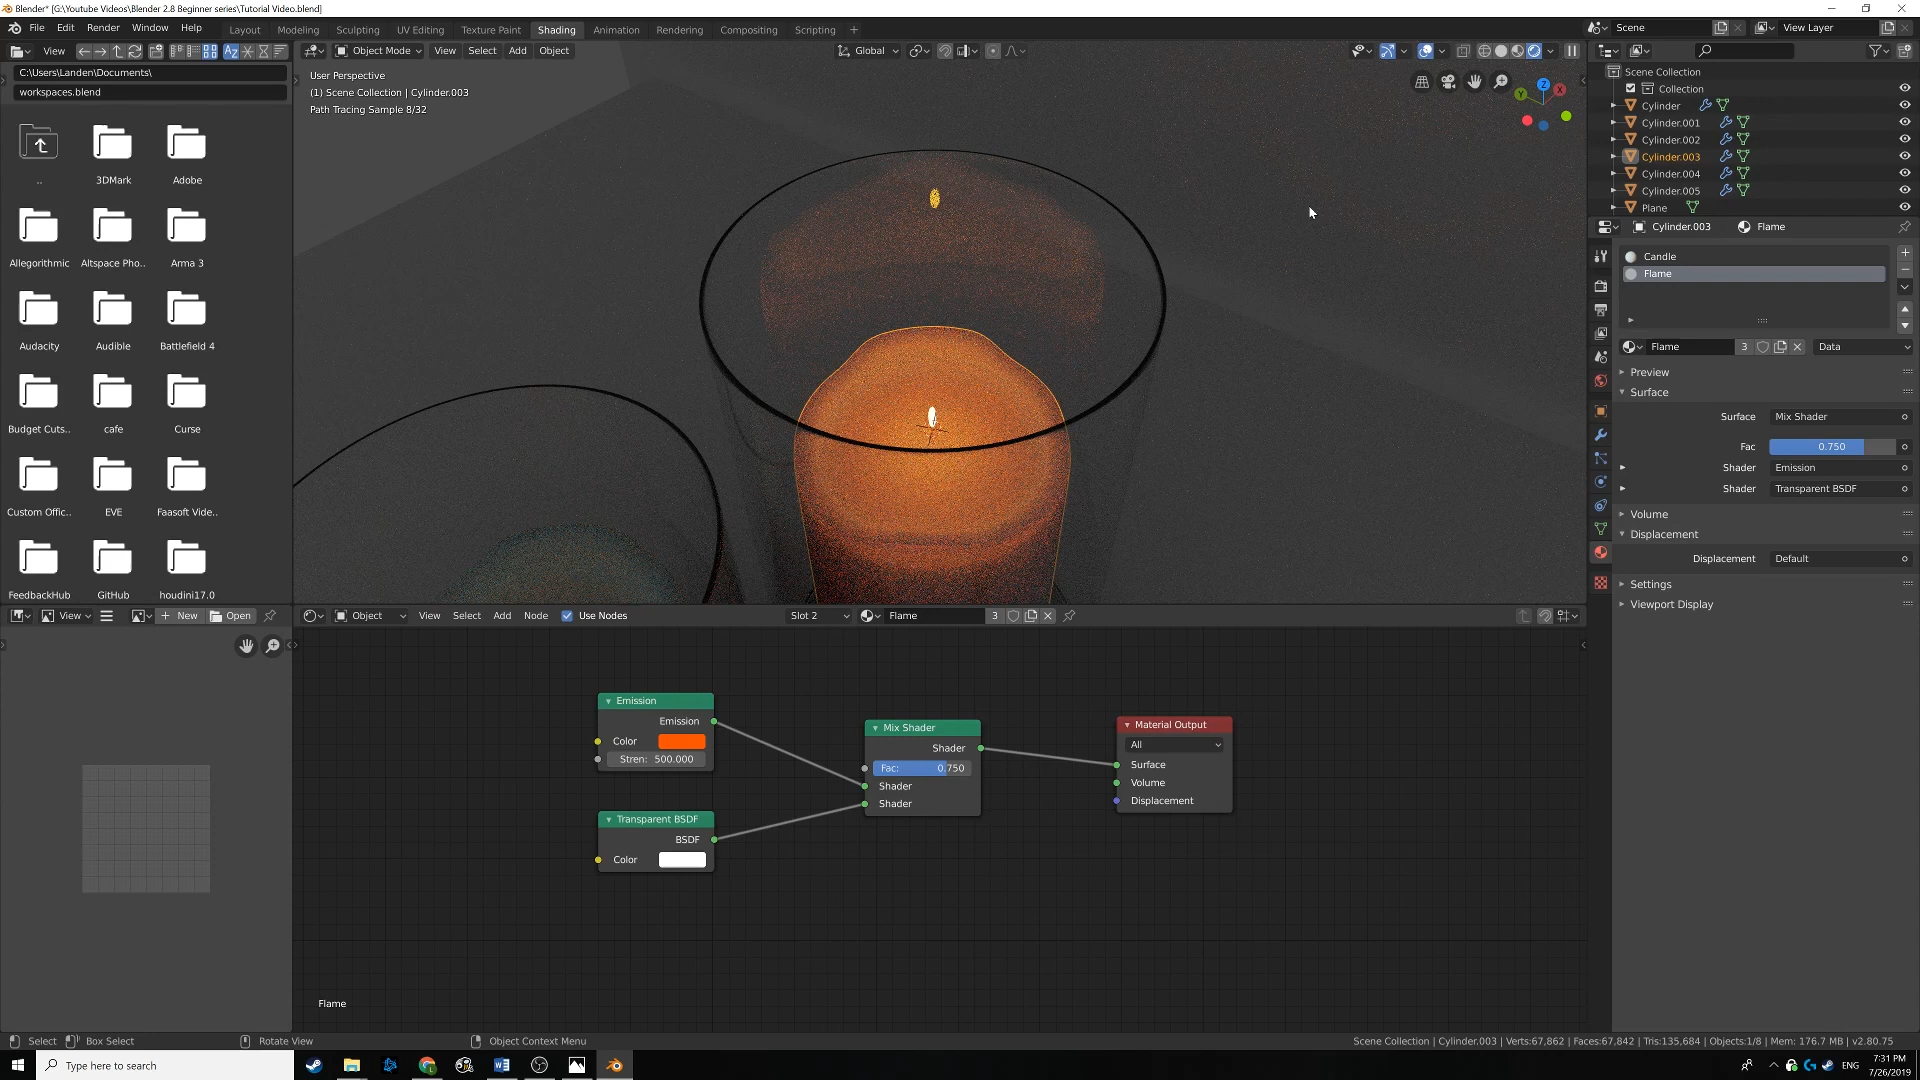 Blender* [G:\Youtube Videos\Blender 2.8 Beginner series\Tutorial Video.blend]
File Edit Render Window Help
Layout Modeling Sculpting UV Editing Texture Paint Shading Animation Rendering Compositing Scripting +
Scene
View Layer
View
C:\Users\Landen\Documents\
workspaces.blend
..
3DMark
Adobe
Allegorithmic
Altspace Pho..
Arma 3
Audacity
Audible
Battlefield 4
Budget Cuts..
cafe
Curse
Custom Offic..
EVE
Faasoft Vide..
FeedbackHub
GitHub
houdini17.0
Object Mode View Select Add Object
Global
User Perspective
(1) Scene Collection | Cylinder.003
Path Tracing Sample 8/32
Z
Y
X
Scene Collection
Collection
Cylinder
Cylinder.001
Cylinder.002
Cylinder.003
Cylinder.004
Cylinder.005
Plane
Cylinder.003 Flame
Candle
Flame
Flame 3 Data
Preview
Surface
Surface Mix Shader
Fac 0.750
Shader Emission
Shader Transparent BSDF
Volume
Displacement
Displacement Default
Settings
Viewport Display
View + New Open
Object View Select Add Node Use Nodes Slot 2 Flame 3
Emission
Emission
Color
Stren: 500.000
Transparent BSDF
BSDF
Color
Mix Shader
Shader
Fac: 0.750
Shader
Shader
Material Output
All
Surface
Volume
Displacement
Flame
Select Box Select Rotate View Object Context Menu
Scene Collection | Cylinder.003 | Verts:67,862 | Faces:67,842 | Tris:135,684 | Objects:1/8 | Mem: 176.7 MB | v2.80.75
Type here to search
ENG
7:31 PM
7/26/2019